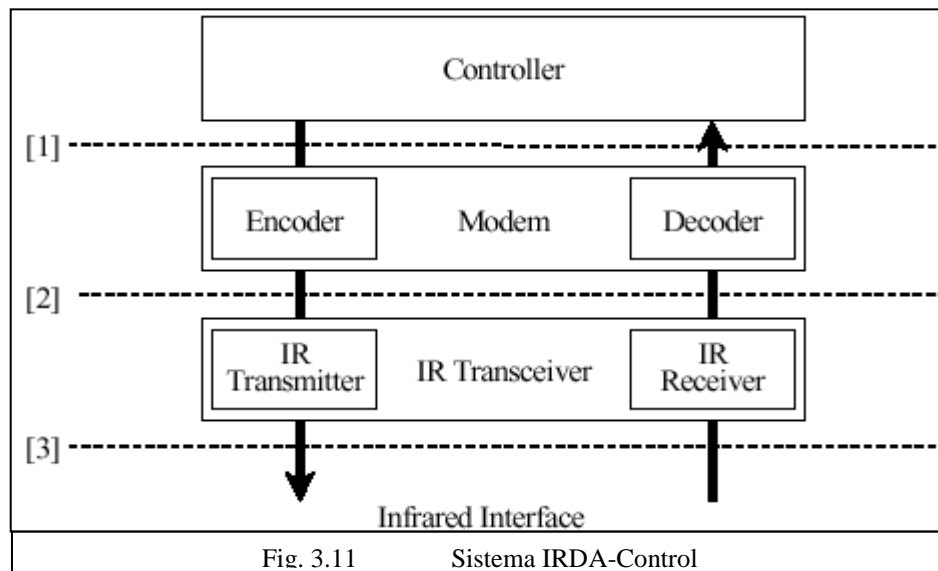 Controller
[1]
Encoder Modem Decoder
[2]
IR Transmitter IR Transceiver IR Receiver
[3]
Infrared Interface
Fig. 3.11 Sistema IRDA-Control